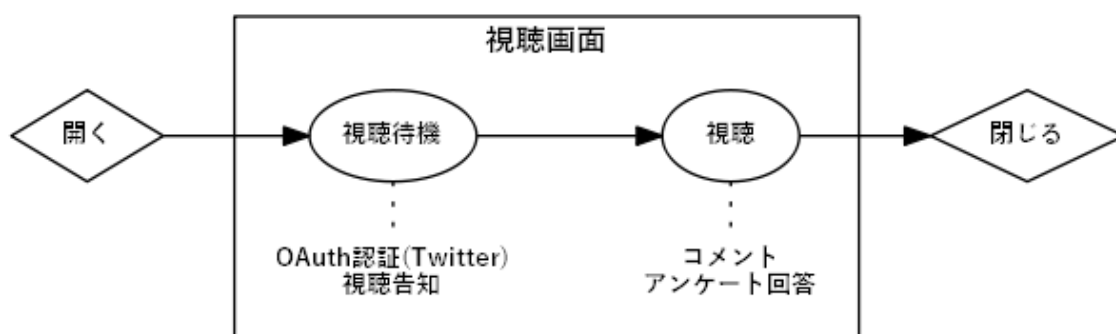 視聴画面
開く
視聴待機
視聴
閉じる
OAuth認証(Twitter)
視聴告知
コメント
アンケート回答